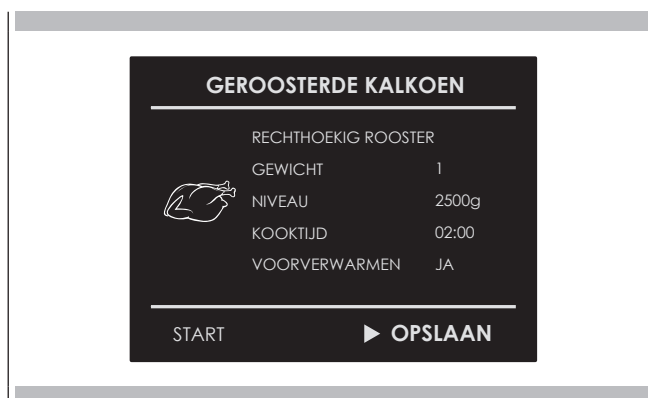 GEROOSTERDE KALKOEN
RECHTHOEKIG ROOSTER
GEWICHT 1
NIVEAU 2500g
KOOKTIJD 02:00
VOORVERWARMEN JA
START ▶ OPSLAAN